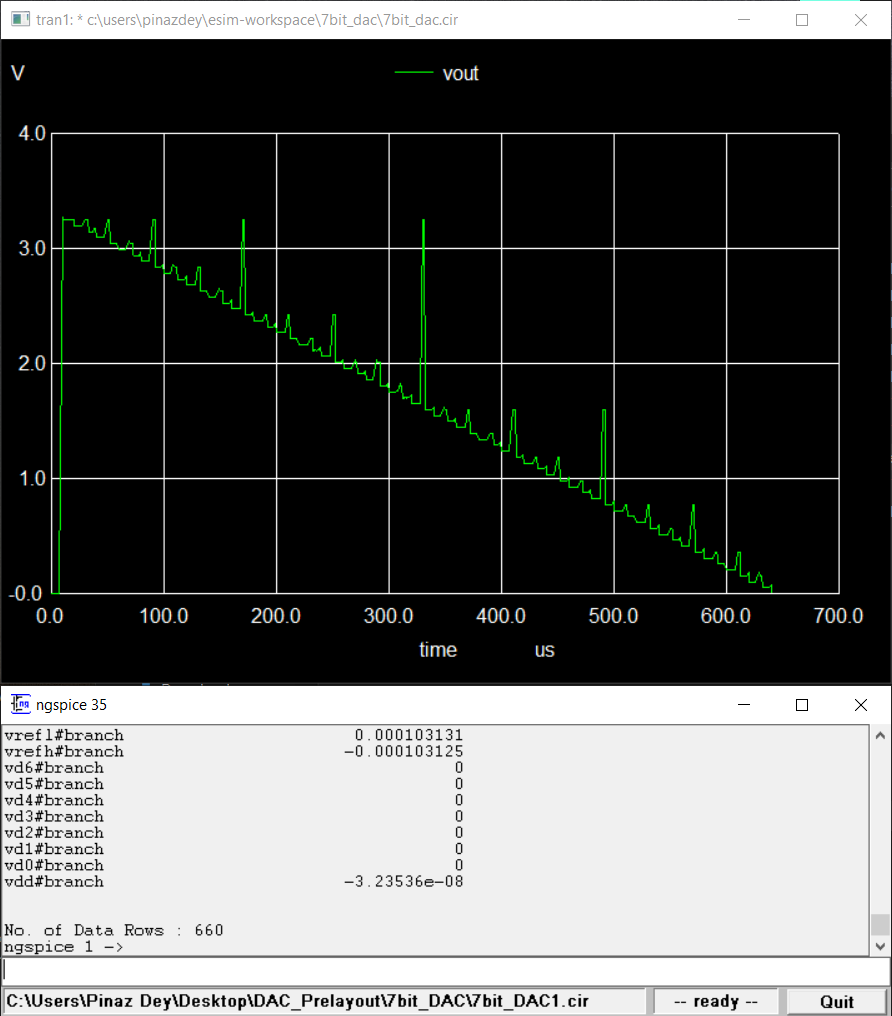 tran1: * c:\users\pinazdey\esim-workspace\7bit_dac\7bit_dac.cir
V
vout
4.0
3.0
2.0
1.0
-0.0
0.0 100.0 200.0 300.0 400.0 500.0 600.0 700.0
time us
ngspice 35
vrefl#branch 0.000103131
vrefh#branch -0.000103125
vd6#branch 0
vd5#branch 0
vd4#branch 0
vd3#branch 0
vd2#branch 0
vd1#branch 0
vd0#branch 0
vdd#branch -3.23536e-08
No. of Data Rows : 660
ngspice 1 ->
C:\Users\Pinaz Dey\Desktop\DAC_Prelayout\7bit_DAC\7bit_DAC1.cir
-- ready --
Quit